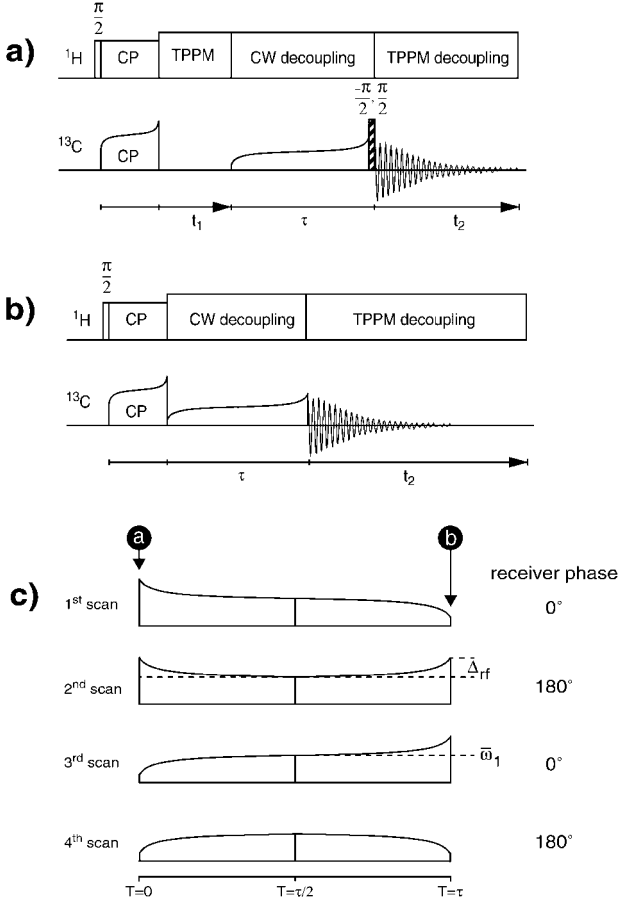 a)
π/2
¹H
CP
TPPM
CW decoupling
TPPM decoupling
-π/2, π/2
¹³C
CP
t₁
τ
t₂
b)
π/2
¹H
CP
CW decoupling
TPPM decoupling
¹³C
CP
τ
t₂
c)
a
b
receiver phase
1ˢᵗ scan
0°
2ⁿᵈ scan
Δrf
180°
3ʳᵈ scan
ω̅₁
0°
4ᵗʰ scan
180°
T=0
T=τ/2
T=τ